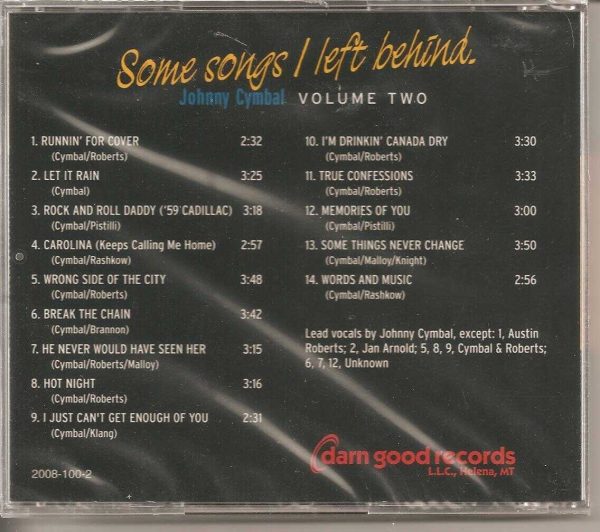 Some songs I left behind.
Johnny Cymbal VOLUME TWO
1. RUNNIN' FOR COVER 2:32
(Cymbal/Roberts)
2. LET IT RAIN 3:25
(Cymbal)
3. ROCK AND ROLL DADDY ('59 CADILLAC) 3:18
(Cymbal/Pistilli)
4. CAROLINA (Keeps Calling Me Home) 2:57
(Cymbal/Rashkow)
5. WRONG SIDE OF THE CITY 3:48
(Cymbal/Roberts)
6. BREAK THE CHAIN 3:42
(Cymbal/Brannon)
7. HE NEVER WOULD HAVE SEEN HER 3:15
(Cymbal/Roberts/Malloy)
8. HOT NIGHT 3:16
(Cymbal/Roberts)
9. I JUST CAN'T GET ENOUGH OF YOU 2:31
(Cymbal/Klang)
10. I'M DRINKIN' CANADA DRY 3:30
(Cymbal/Roberts)
11. TRUE CONFESSIONS 3:33
(Cymbal/Roberts)
12. MEMORIES OF YOU 3:00
(Cymbal/Pistilli)
13. SOME THINGS NEVER CHANGE 3:50
(Cymbal/Malloy/Knight)
14. WORDS AND MUSIC 2:56
(Cymbal/Rashkow)
Lead vocals by Johnny Cymbal, except: 1, Austin
Roberts; 2, Jan Arnold; 5, 8, 9, Cymbal & Roberts;
6, 7, 12, Unknown
darn good records
L.L.C., Helena, MT
2008-100-2